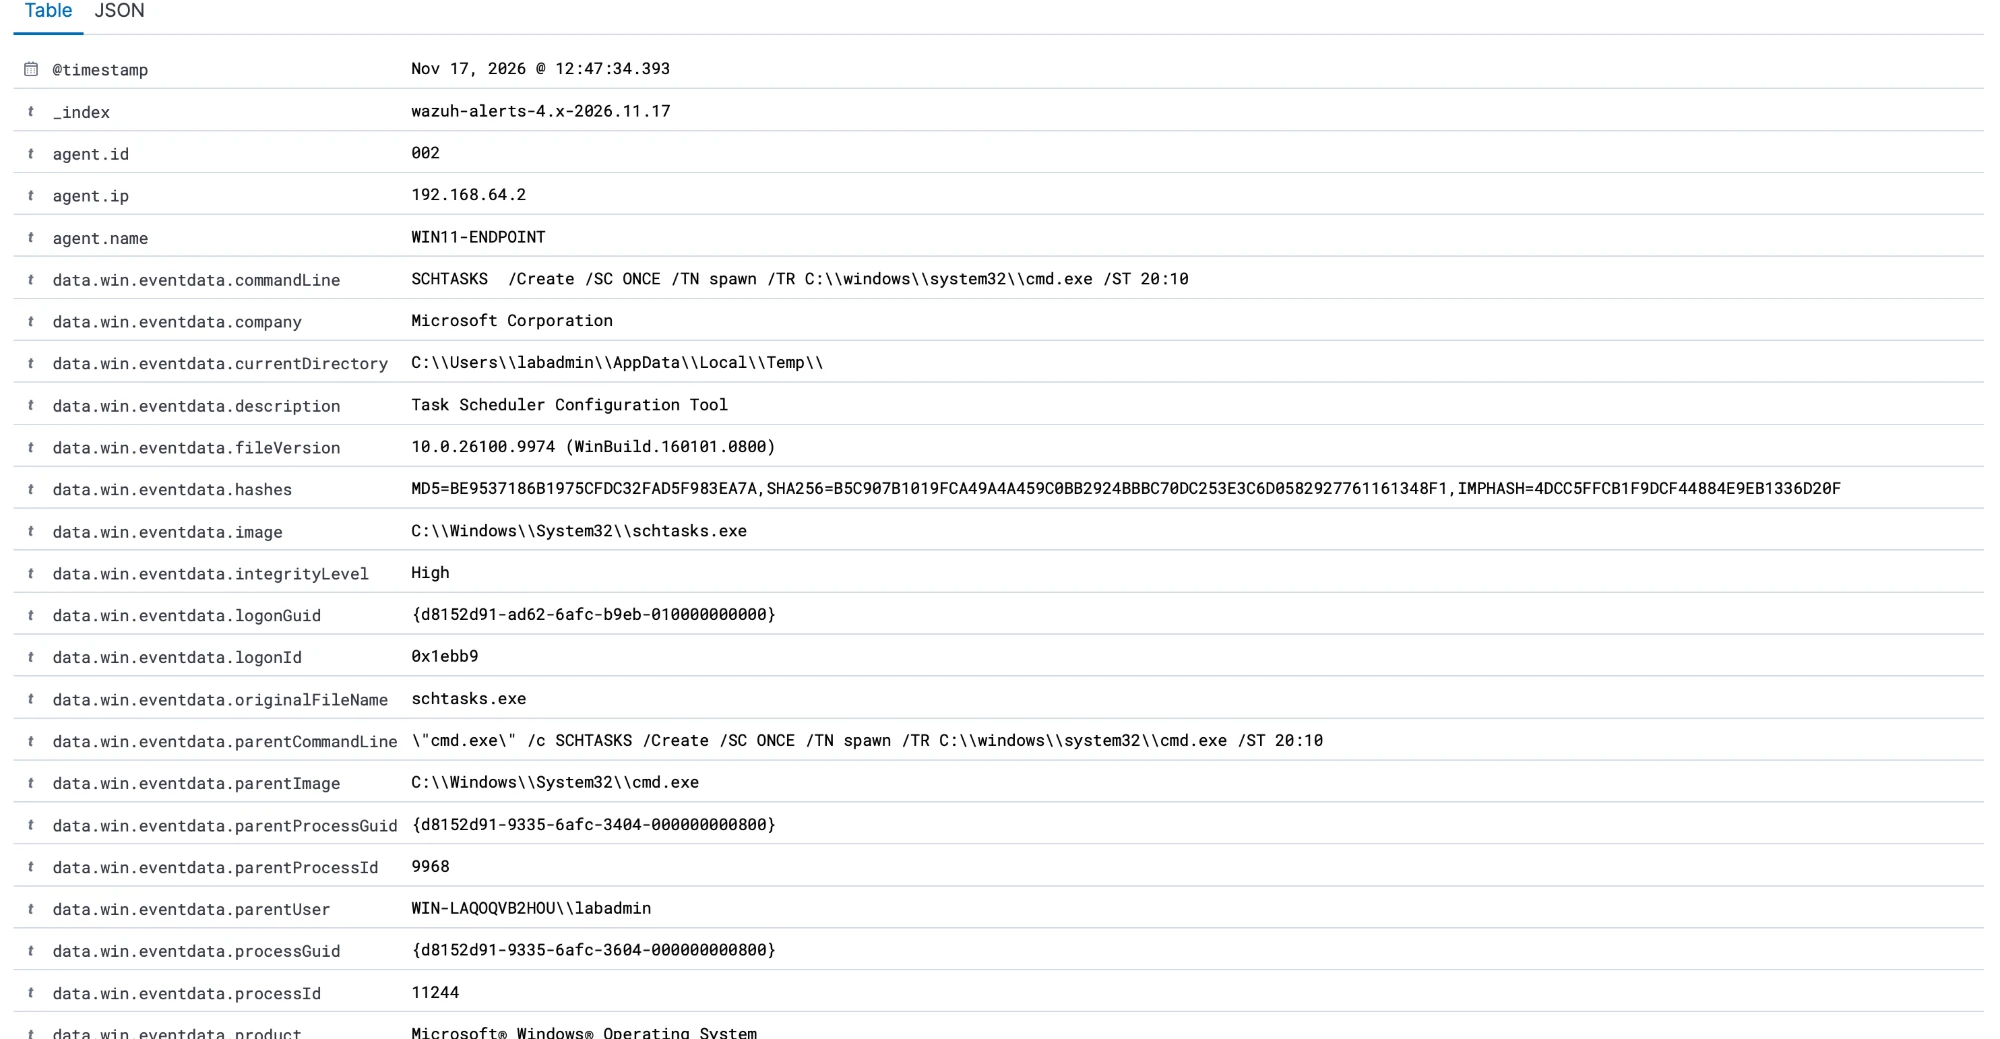 Table JSON
@timestamp Nov 17, 2026 @ 12:47:34.393
t _index wazuh-alerts-4.x-2026.11.17
t agent.id 002
t agent.ip 192.168.64.2
t agent.name WIN11-ENDPOINT
t data.win.eventdata.commandLine SCHTASKS  /Create /SC ONCE /TN spawn /TR C:\\windows\\system32\\cmd.exe /ST 20:10
t data.win.eventdata.company Microsoft Corporation
t data.win.eventdata.currentDirectory C:\\Users\\labadmin\\AppData\\Local\\Temp\\
t data.win.eventdata.description Task Scheduler Configuration Tool
t data.win.eventdata.fileVersion 10.0.26100.9974 (WinBuild.160101.0800)
t data.win.eventdata.hashes MD5=BE9537186B1975CFDC32FAD5F983EA7A,SHA256=B5C907B1019FCA49A4A459C0BB2924BBBC70DC253E3C6D0582927761161348F1,IMPHASH=4DCC5FFCB1F9DCF44884E9EB1336D20F
t data.win.eventdata.image C:\\Windows\\System32\\schtasks.exe
t data.win.eventdata.integrityLevel High
t data.win.eventdata.logonGuid {d8152d91-ad62-6afc-b9eb-010000000000}
t data.win.eventdata.logonId 0x1ebb9
t data.win.eventdata.originalFileName schtasks.exe
t data.win.eventdata.parentCommandLine \"cmd.exe\" /c SCHTASKS /Create /SC ONCE /TN spawn /TR C:\\windows\\system32\\cmd.exe /ST 20:10
t data.win.eventdata.parentImage C:\\Windows\\System32\\cmd.exe
t data.win.eventdata.parentProcessGuid {d8152d91-9335-6afc-3404-000000000800}
t data.win.eventdata.parentProcessId 9968
t data.win.eventdata.parentUser WIN-LAQOQVB2HOU\\labadmin
t data.win.eventdata.processGuid {d8152d91-9335-6afc-3604-000000000800}
t data.win.eventdata.processId 11244
t data.win.eventdata.product Microsoft® Windows® Operating System